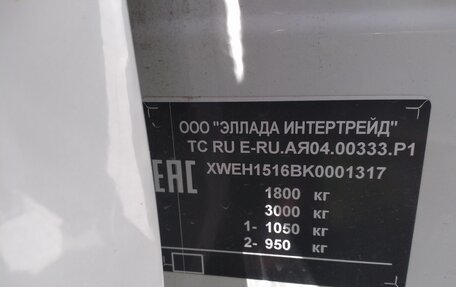 ООО "ЭЛЛАДА ИНТЕРТРЕЙД"
ТС RU Е-RU.АЯ04.00333.Р1
EAC
XWEH1516BK0001317
1800 кг
3000 кг
1- 1050 кг
2- 950 кг